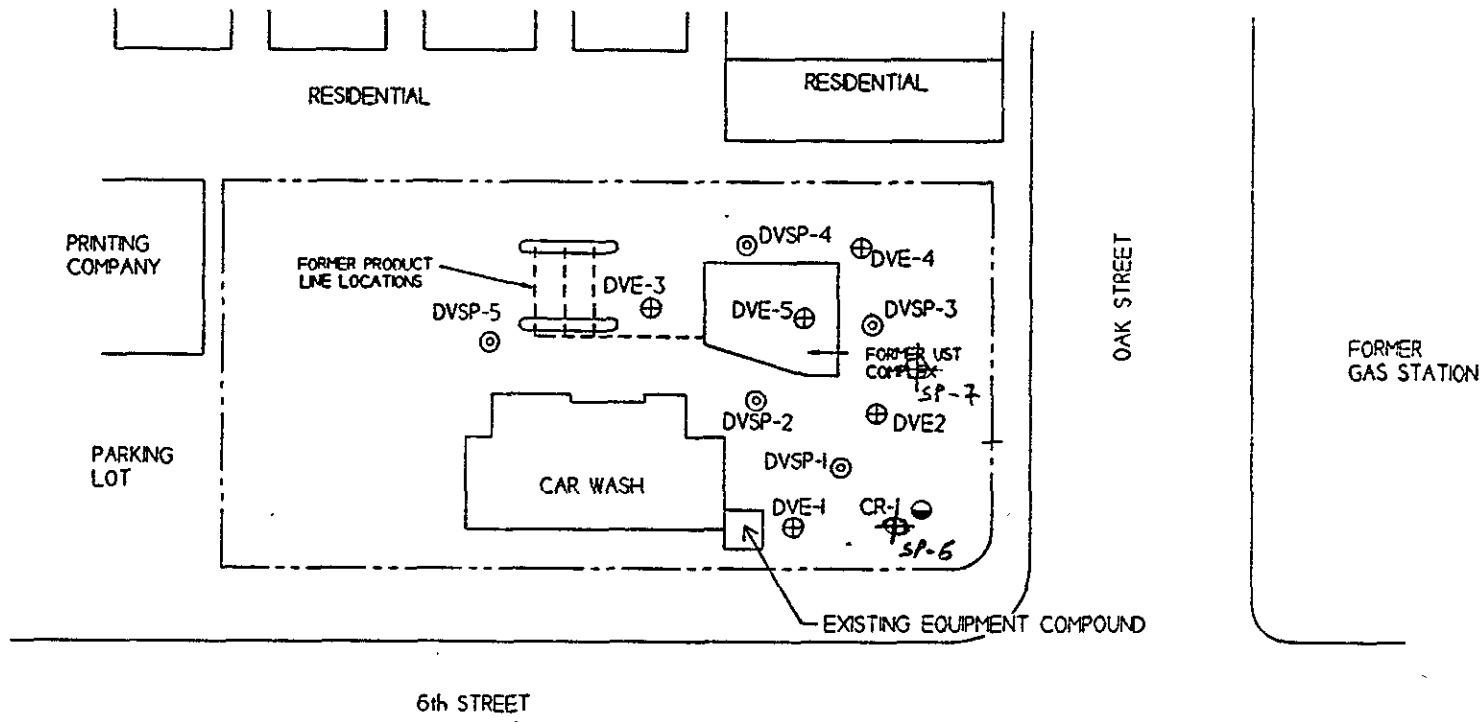 RESIDENTIAL
RESIDENTIAL
PRINTING
COMPANY
FORMER PRODUCT
LINE LOCATIONS
DVE-3
DVSP-5
DVSP-4
DVE-4
DVE-5
DVSP-3
FORMER UST
COMPLEX
SP-7
DVSP-2
DVE2
DVSP-1
CAR WASH
DVE-1
CR-1
SP-6
PARKING
LOT
OAK STREET
FORMER
GAS STATION
EXISTING EQUIPMENT COMPOUND
6th STREET